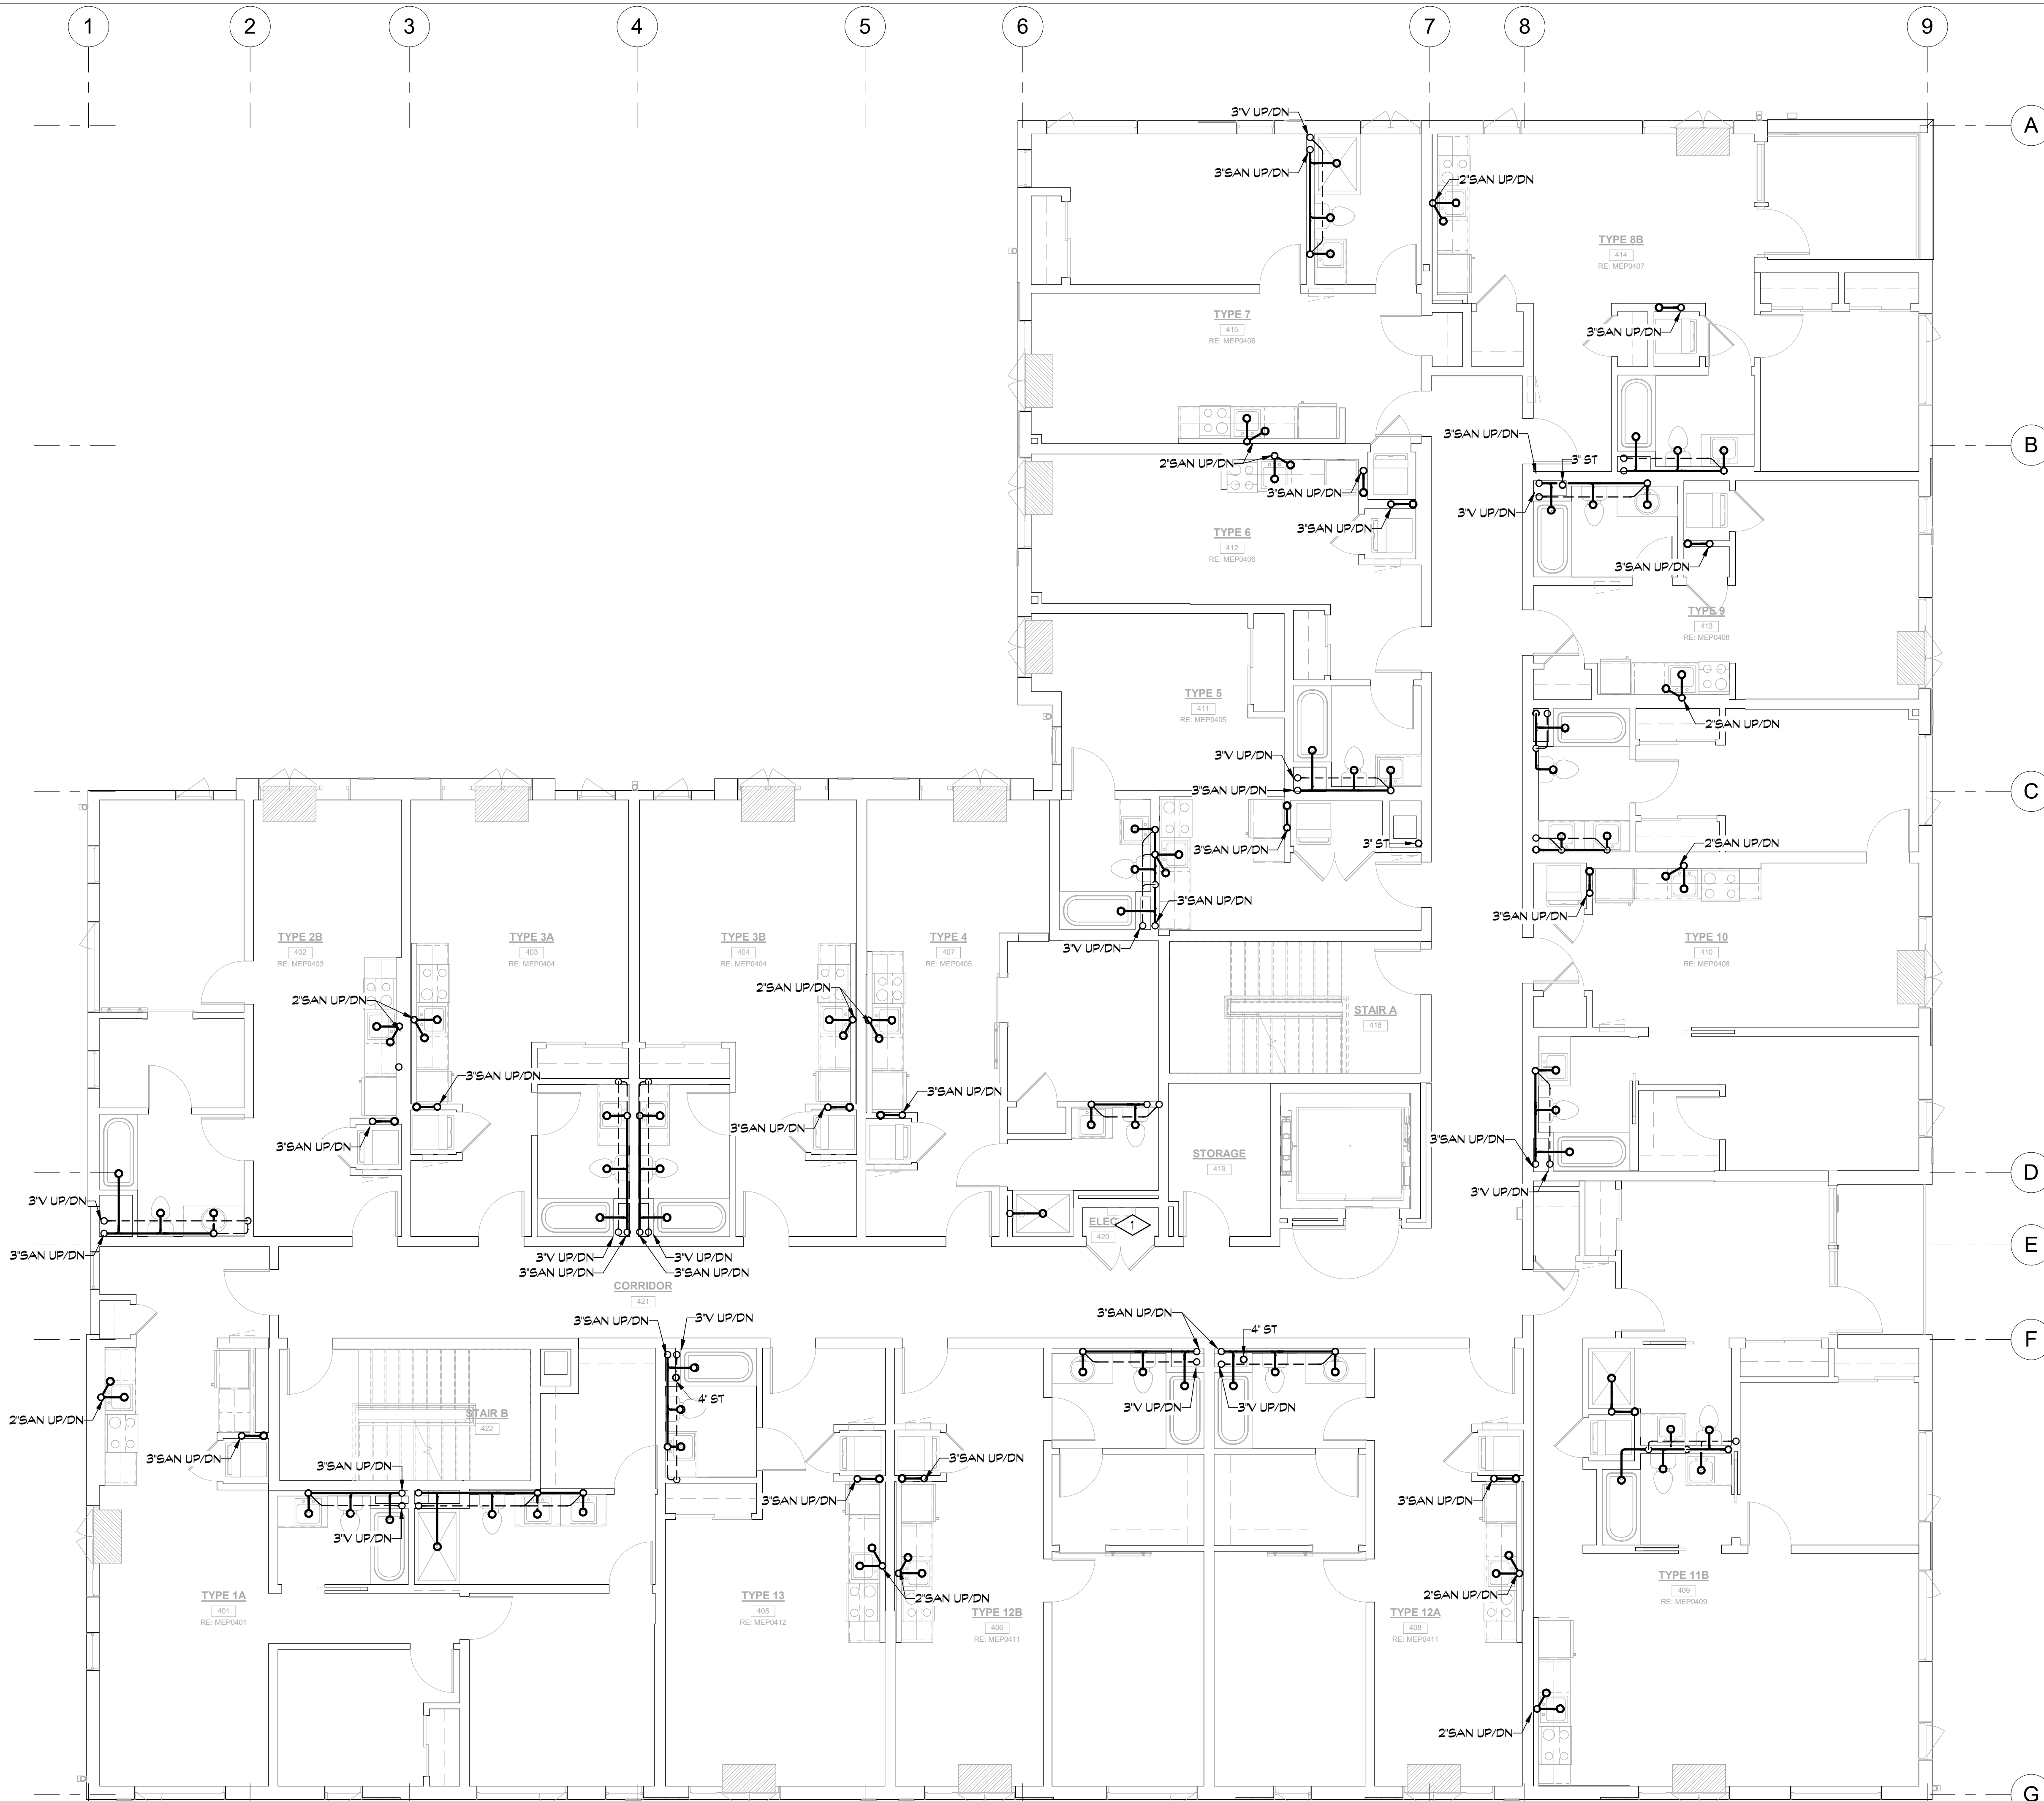 1 2 3 4 5 6 7 8 9
A
3"V UP/DN
3"SAN UP/DN
2"SAN UP/DN
TYPE 8B
414
RE: MEP0407
TYPE 7
415
RE: MEP0406
3"SAN UP/DN
3"SAN UP/DN
B
2"SAN UP/DN
3" ST
3"SAN UP/DN
3"V UP/DN
3"SAN UP/DN
TYPE 6
412
RE: MEP0406
3"SAN UP/DN
TYPE 9
413
RE: MEP0408
TYPE 5
411
RE: MEP0405
2"SAN UP/DN
3"V UP/DN
3"SAN UP/DN
C
3" ST
3"SAN UP/DN
2"SAN UP/DN
3"SAN UP/DN
3"SAN UP/DN
3"V UP/DN
TYPE 2B
402
RE: MEP0403
TYPE 3A
403
RE: MEP0404
TYPE 3B
404
RE: MEP0404
TYPE 4
407
RE: MEP0405
TYPE 10
410
RE: MEP0408
2"SAN UP/DN
2"SAN UP/DN
STAIR A
418
3"SAN UP/DN
3"SAN UP/DN
3"SAN UP/DN
3"SAN UP/DN
3"SAN UP/DN
STORAGE
419
D
3"V UP/DN
3"V UP/DN
ELEC
420
1
3"SAN UP/DN
3"V UP/DN
3"V UP/DN
E
3"SAN UP/DN
3"SAN UP/DN
CORRIDOR
421
3"SAN UP/DN
3"V UP/DN
3"SAN UP/DN
4" ST
F
4" ST
2"SAN UP/DN
3"V UP/DN
3"V UP/DN
STAIR B
422
3"SAN UP/DN
3"SAN UP/DN
3"SAN UP/DN
3"SAN UP/DN
3"SAN UP/DN
3"V UP/DN
TYPE 1A
401
RE: MEP0401
TYPE 13
405
RE: MEP0412
2"SAN UP/DN
TYPE 12B
406
RE: MEP0411
2"SAN UP/DN
TYPE 12A
408
RE: MEP0411
TYPE 11B
409
RE: MEP0409
2"SAN UP/DN
G